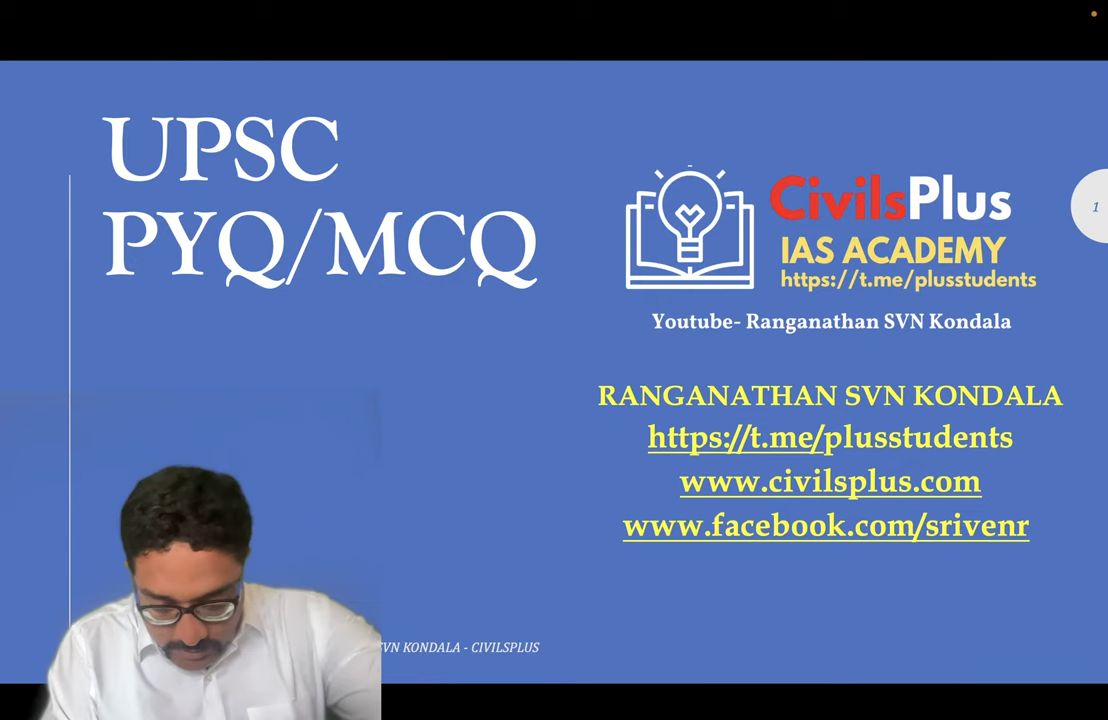 UPSC
PYQ/MCQ
CivilsPlus
IAS ACADEMY
https://t.me/plusstudents
Youtube- Ranganathan SVN Kondala
1
RANGANATHAN SVN KONDALA
https://t.me/plusstudents
www.civilsplus.com
www.facebook.com/srivenr
SVN KONDALA - CIVILSPLUS